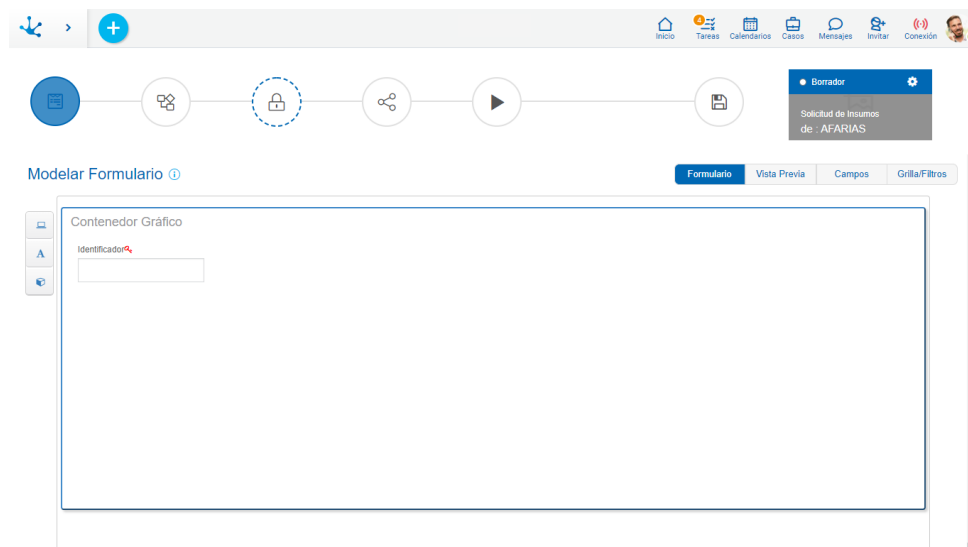 4
Inicio Tareas Calendarios Casos Mensajes Invitar Conexión
Borrador
Solicitud de Insumos
de : AFARIAS
Modelar Formulario
Formulario Vista Previa Campos Grilla/Filtros
Contenedor Gráfico
A
Identificador